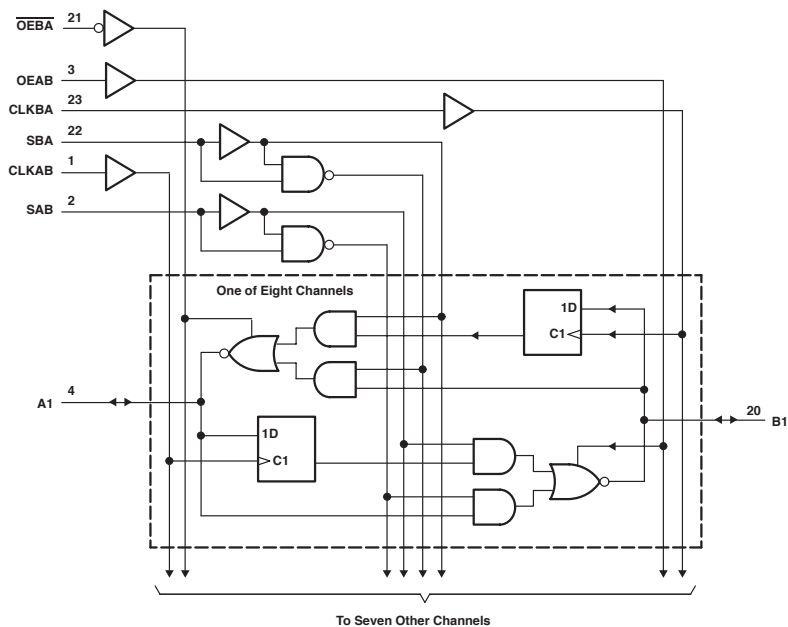 OEBA 21
OEAB 3
CLKBA 23
SBA 22
CLKAB 1
SAB 2
One of Eight Channels
1D
C1
A1 4
20 B1
1D
C1
To Seven Other Channels